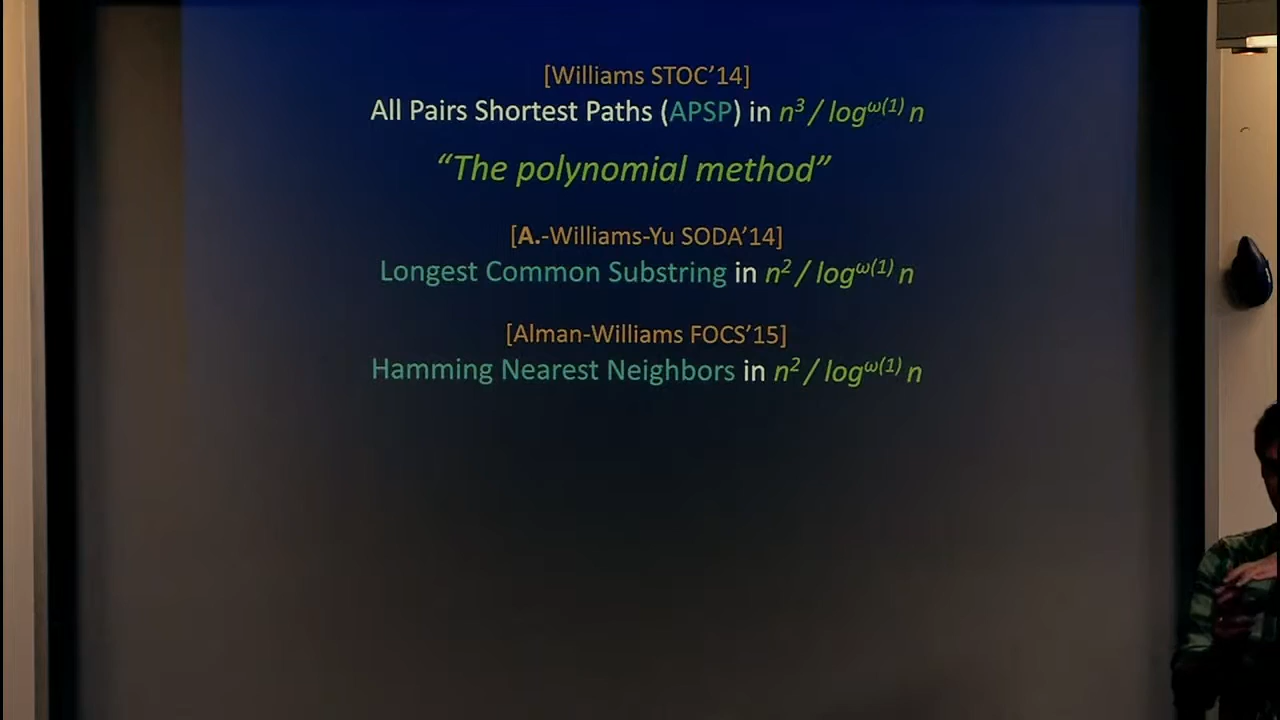 [Williams STOC’14]
All Pairs Shortest Paths (APSP) in n³ / log^ω(1) n
“The polynomial method”
[A.-Williams-Yu SODA’14]
Longest Common Substring in n² / log^ω(1) n
[Alman-Williams FOCS’15]
Hamming Nearest Neighbors in n² / log^ω(1) n